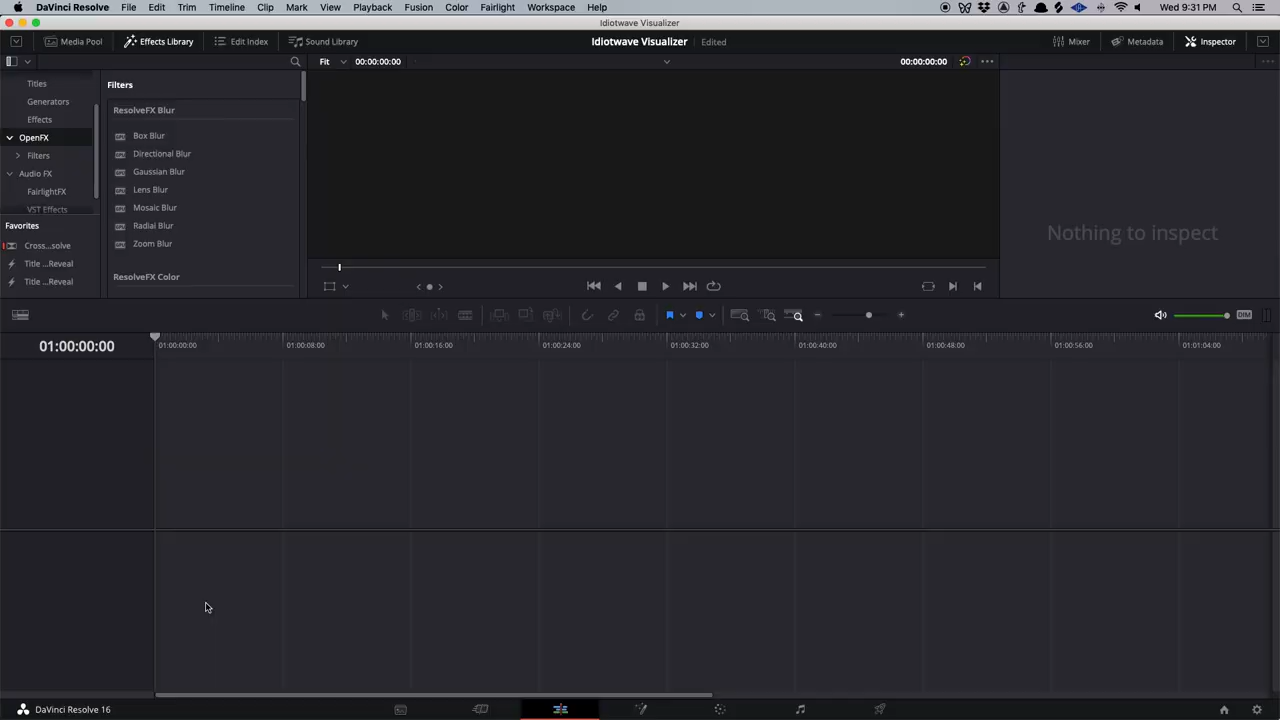 DaVinci Resolve File Edit Trim Timeline Clip Mark View Playback Fusion Color Fairlight Workspace Help Wed 9:31 PM
Idiotwave Visualizer
Media Pool Effects Library Edit Index Sound Library Idiotwave Visualizer Edited Mixer Metadata Inspector
Fit 00:00:00:00 00:00:00:00
Titles
Generators
Effects
OpenFX
Filters
Audio FX
FairlightFX
VST Effects
Favorites
Cross...solve
Title ...Reveal
Title ...Reveal
Filters
ResolveFX Blur
Box Blur
Directional Blur
Gaussian Blur
Lens Blur
Mosaic Blur
Radial Blur
Zoom Blur
ResolveFX Color
Nothing to inspect
DIM
01:00:00:00
01:00:00:00 01:00:08:00 01:00:16:00 01:00:24:00 01:00:32:00 01:00:40:00 01:00:48:00 01:00:56:00 01:01:04:00
DaVinci Resolve 16